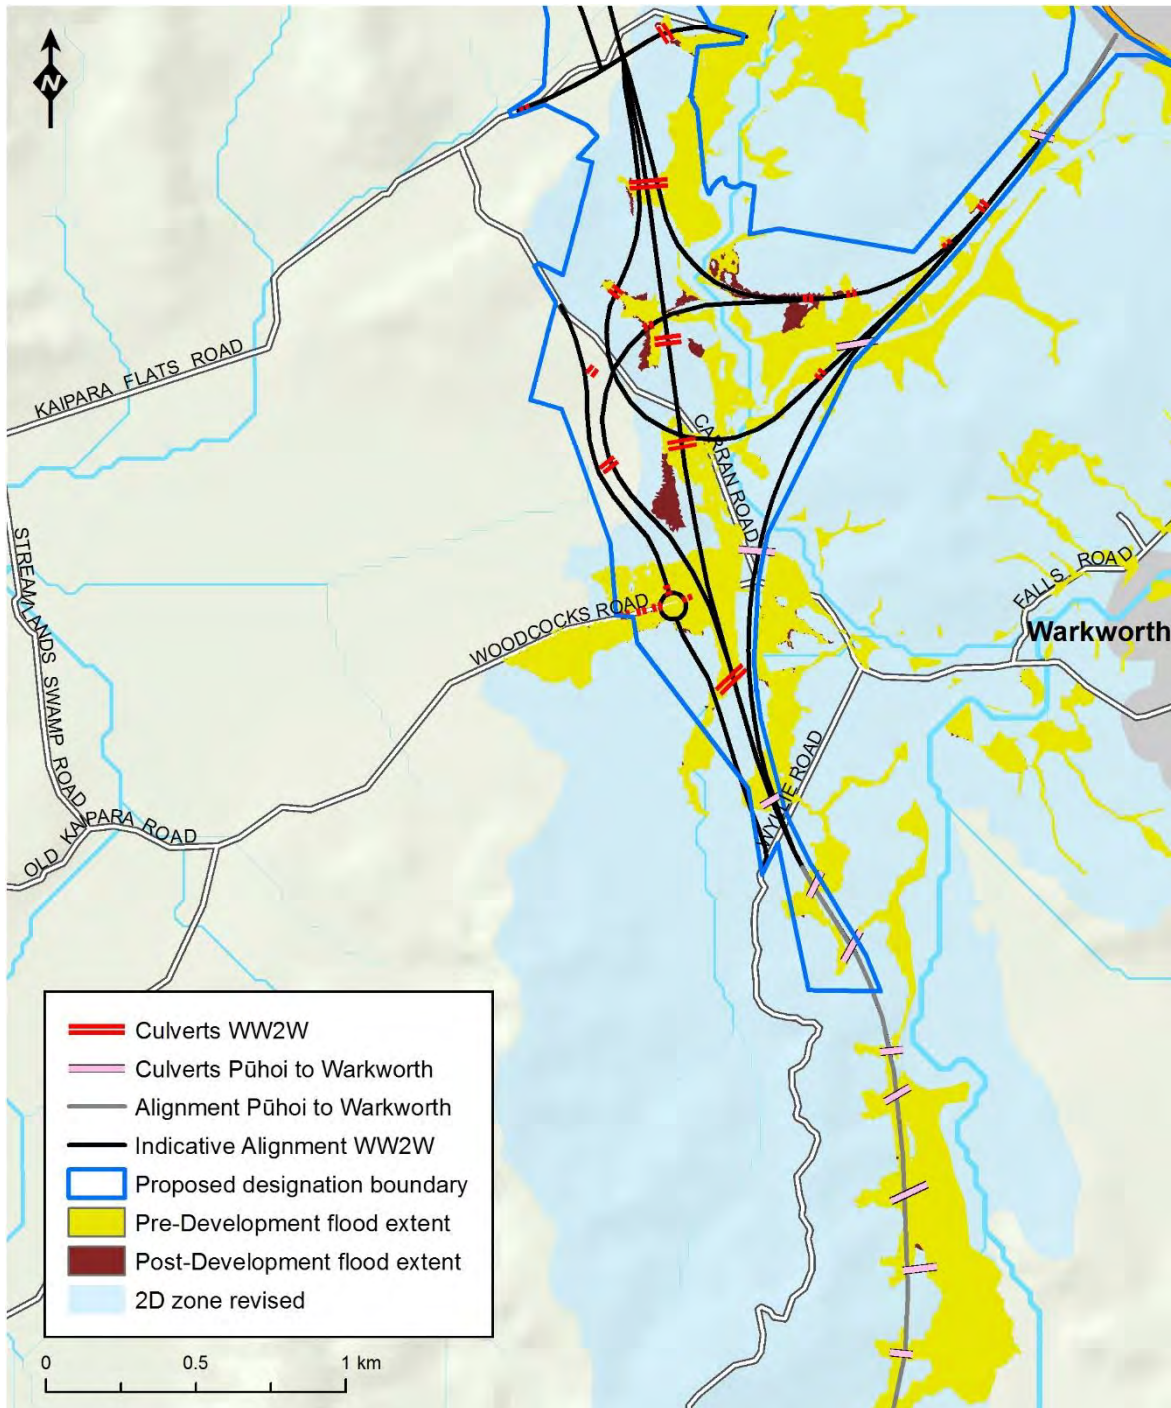 N
KAIPARA FLATS ROAD
CARRAN ROAD
STREAMLANDS SWAMP ROAD
WOODCOCKS ROAD
FALLS ROAD
Warkworth
WYLLIE ROAD
OLD KAIPARA ROAD
Culverts WW2W
Culverts Pūhoi to Warkworth
Alignment Pūhoi to Warkworth
Indicative Alignment WW2W
Proposed designation boundary
Pre-Development flood extent
Post-Development flood extent
2D zone revised
0 0.5 1 km